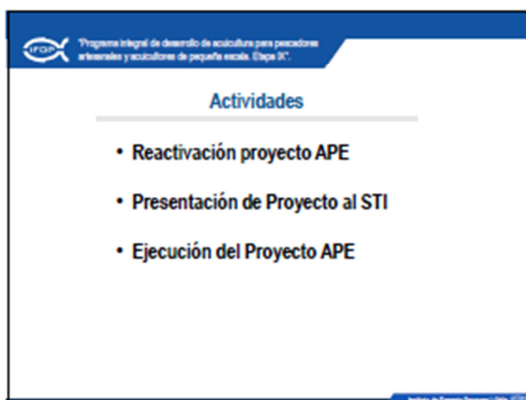 IFOP
"Programa integral de desarrollo de acuicultura para pescadores
artesanales y acuicultores de pequeña escala. Etapa IX".
Actividades
• Reactivación proyecto APE
• Presentación de Proyecto al STI
• Ejecución del Proyecto APE